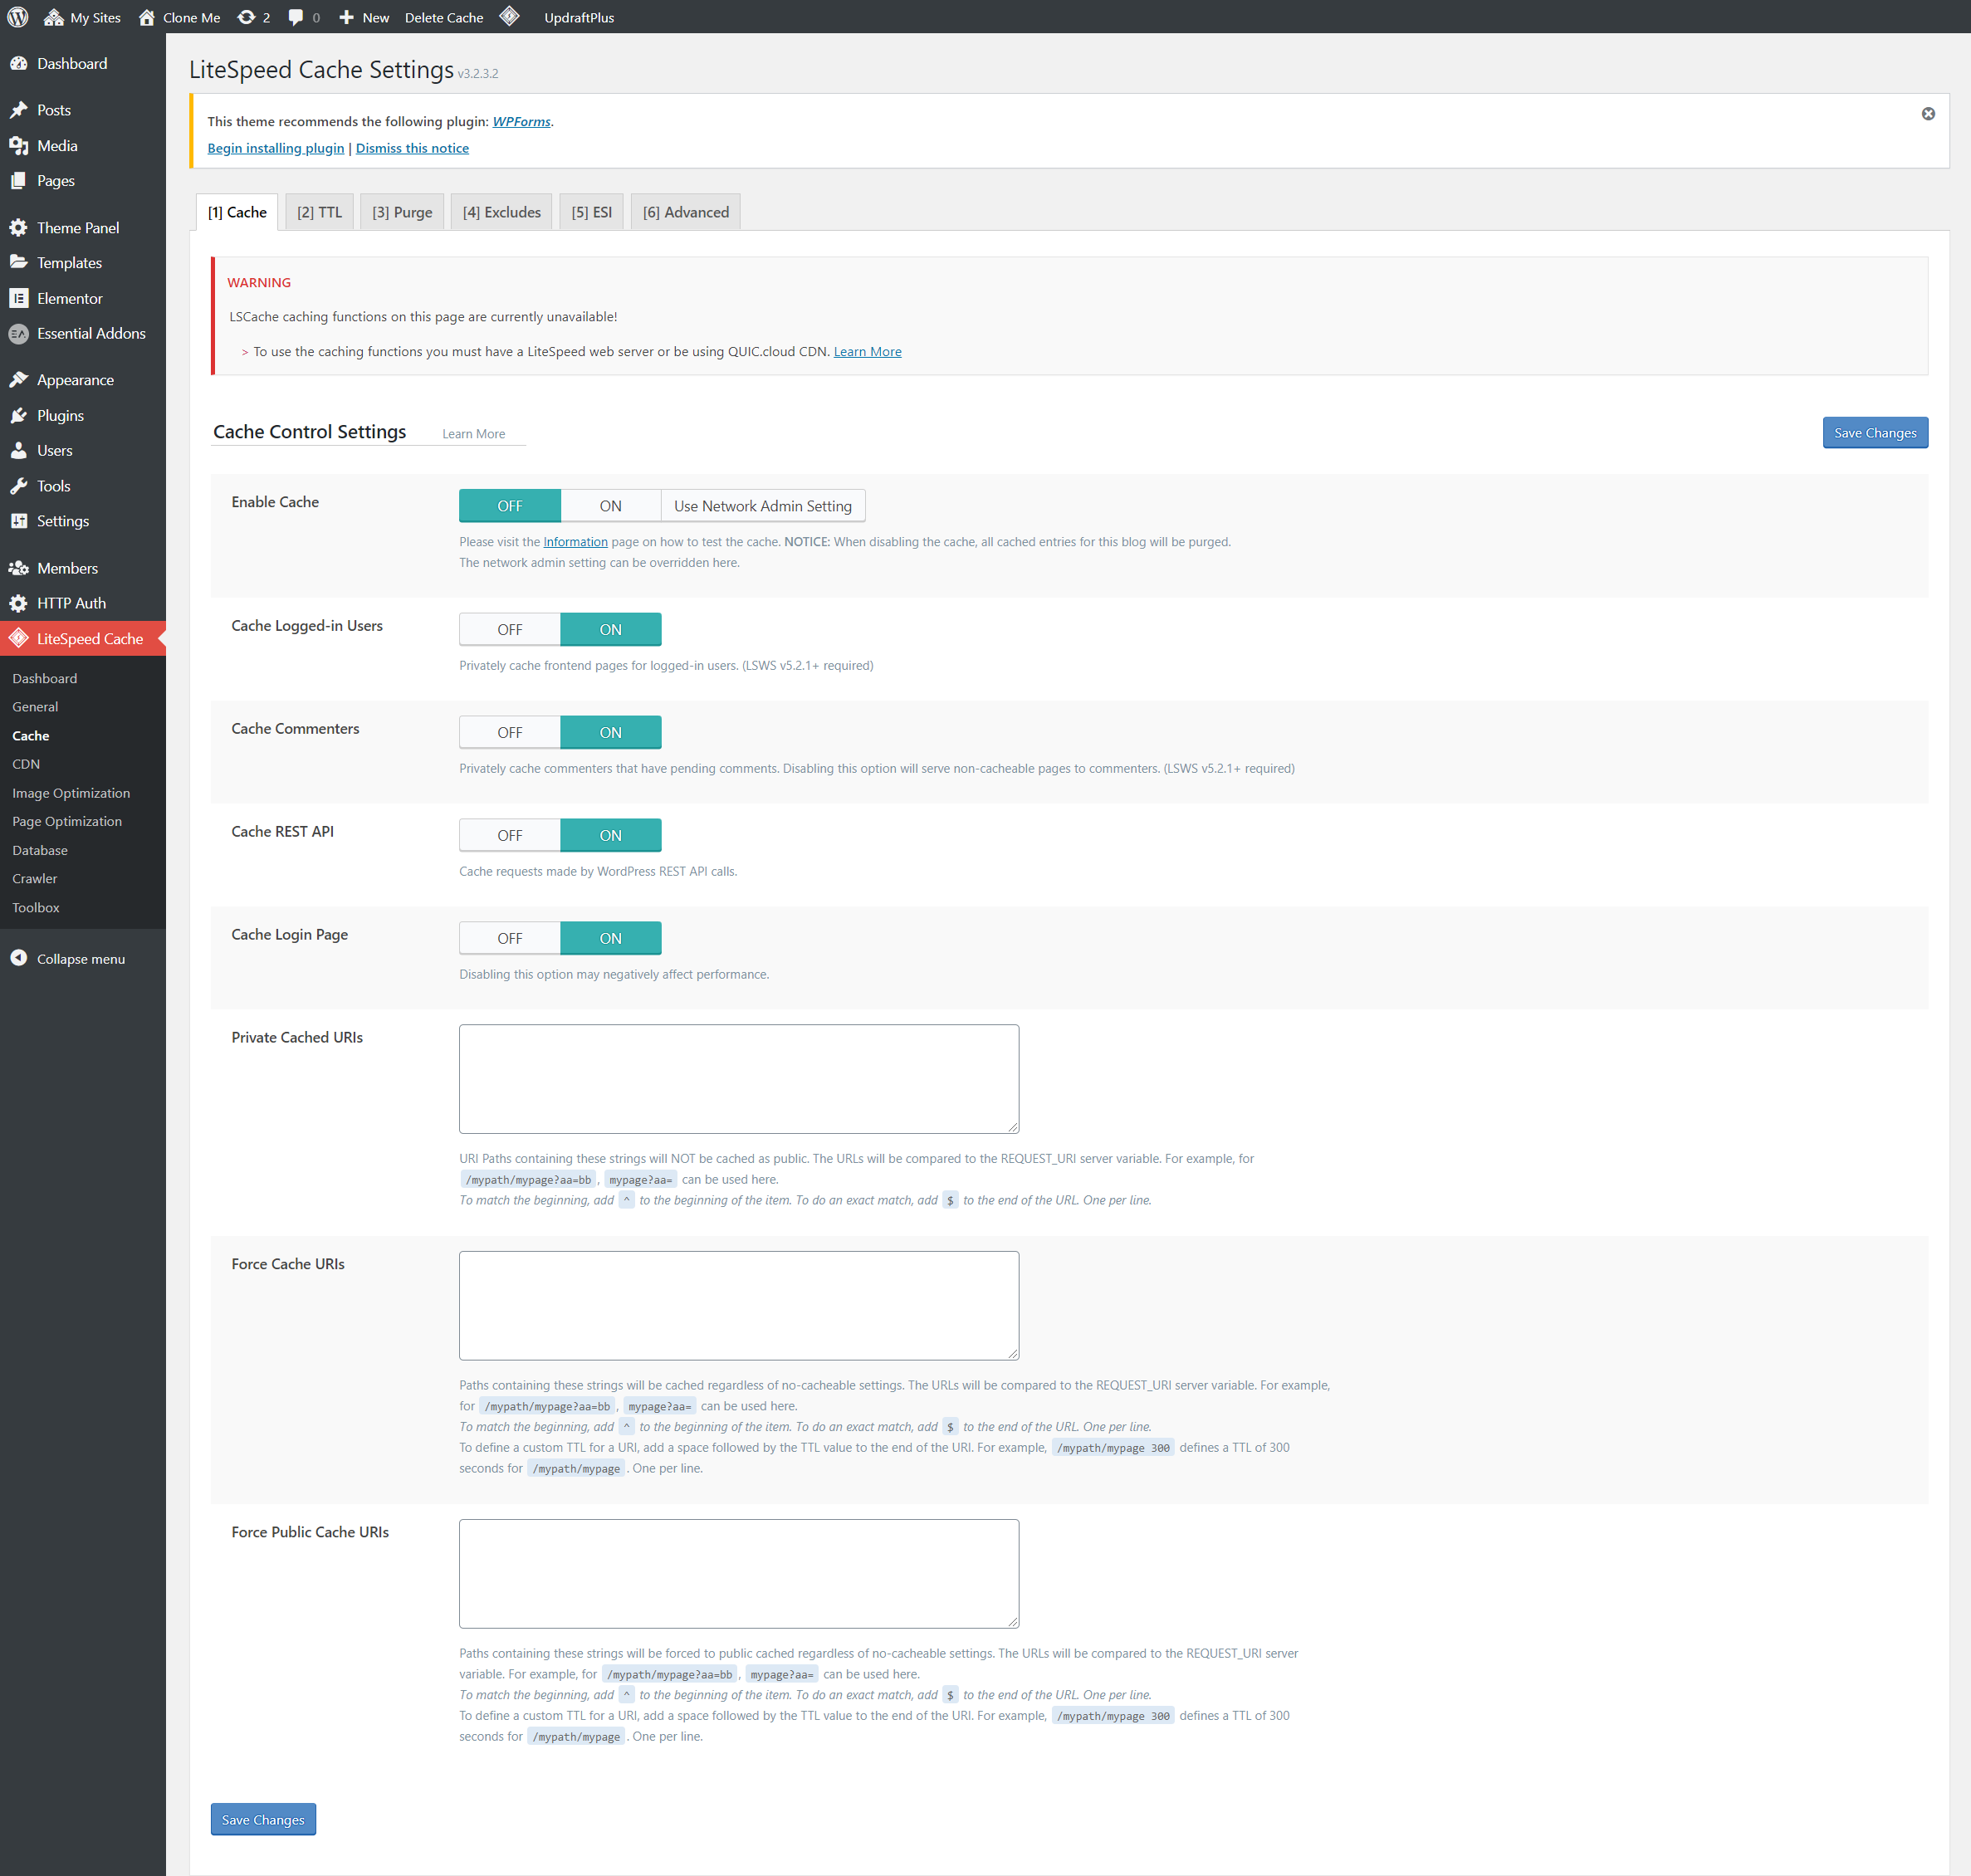 My Sites
Clone Me
2
0
New
Delete Cache
UpdraftPlus
Dashboard
Posts
Media
Pages
Theme Panel
Templates
Elementor
Essential Addons
Appearance
Plugins
Users
Tools
Settings
Members
HTTP Auth
LiteSpeed Cache
Dashboard
General
Cache
CDN
Image Optimization
Page Optimization
Database
Crawler
Toolbox
Collapse menu
LiteSpeed Cache Settings v3.2.3.2
This theme recommends the following plugin: WPForms.
Begin installing plugin | Dismiss this notice
[1] Cache
[2] TTL
[3] Purge
[4] Excludes
[5] ESI
[6] Advanced
WARNING
LSCache caching functions on this page are currently unavailable!
> To use the caching functions you must have a LiteSpeed web server or be using QUIC.cloud CDN. Learn More
Cache Control Settings
Learn More
Save Changes
Enable Cache
OFF ON Use Network Admin Setting
Please visit the Information page on how to test the cache. NOTICE: When disabling the cache, all cached entries for this blog will be purged.
The network admin setting can be overridden here.
Cache Logged-in Users
OFF ON
Privately cache frontend pages for logged-in users. (LSWS v5.2.1+ required)
Cache Commenters
OFF ON
Privately cache commenters that have pending comments. Disabling this option will serve non-cacheable pages to commenters. (LSWS v5.2.1+ required)
Cache REST API
OFF ON
Cache requests made by WordPress REST API calls.
Cache Login Page
OFF ON
Disabling this option may negatively affect performance.
Private Cached URIs
URI Paths containing these strings will NOT be cached as public. The URLs will be compared to the REQUEST_URI server variable. For example, for
/mypath/mypage?aa=bb, mypage?aa= can be used here.
To match the beginning, add ^ to the beginning of the item. To do an exact match, add $ to the end of the URL. One per line.
Force Cache URIs
Paths containing these strings will be cached regardless of no-cacheable settings. The URLs will be compared to the REQUEST_URI server variable. For example,
for /mypath/mypage?aa=bb, mypage?aa= can be used here.
To match the beginning, add ^ to the beginning of the item. To do an exact match, add $ to the end of the URL. One per line.
To define a custom TTL for a URI, add a space followed by the TTL value to the end of the URI. For example, /mypath/mypage 300 defines a TTL of 300
seconds for /mypath/mypage. One per line.
Force Public Cache URIs
Paths containing these strings will be forced to public cached regardless of no-cacheable settings. The URLs will be compared to the REQUEST_URI server
variable. For example, for /mypath/mypage?aa=bb, mypage?aa= can be used here.
To match the beginning, add ^ to the beginning of the item. To do an exact match, add $ to the end of the URL. One per line.
To define a custom TTL for a URI, add a space followed by the TTL value to the end of the URI. For example, /mypath/mypage 300 defines a TTL of 300
seconds for /mypath/mypage. One per line.
Save Changes